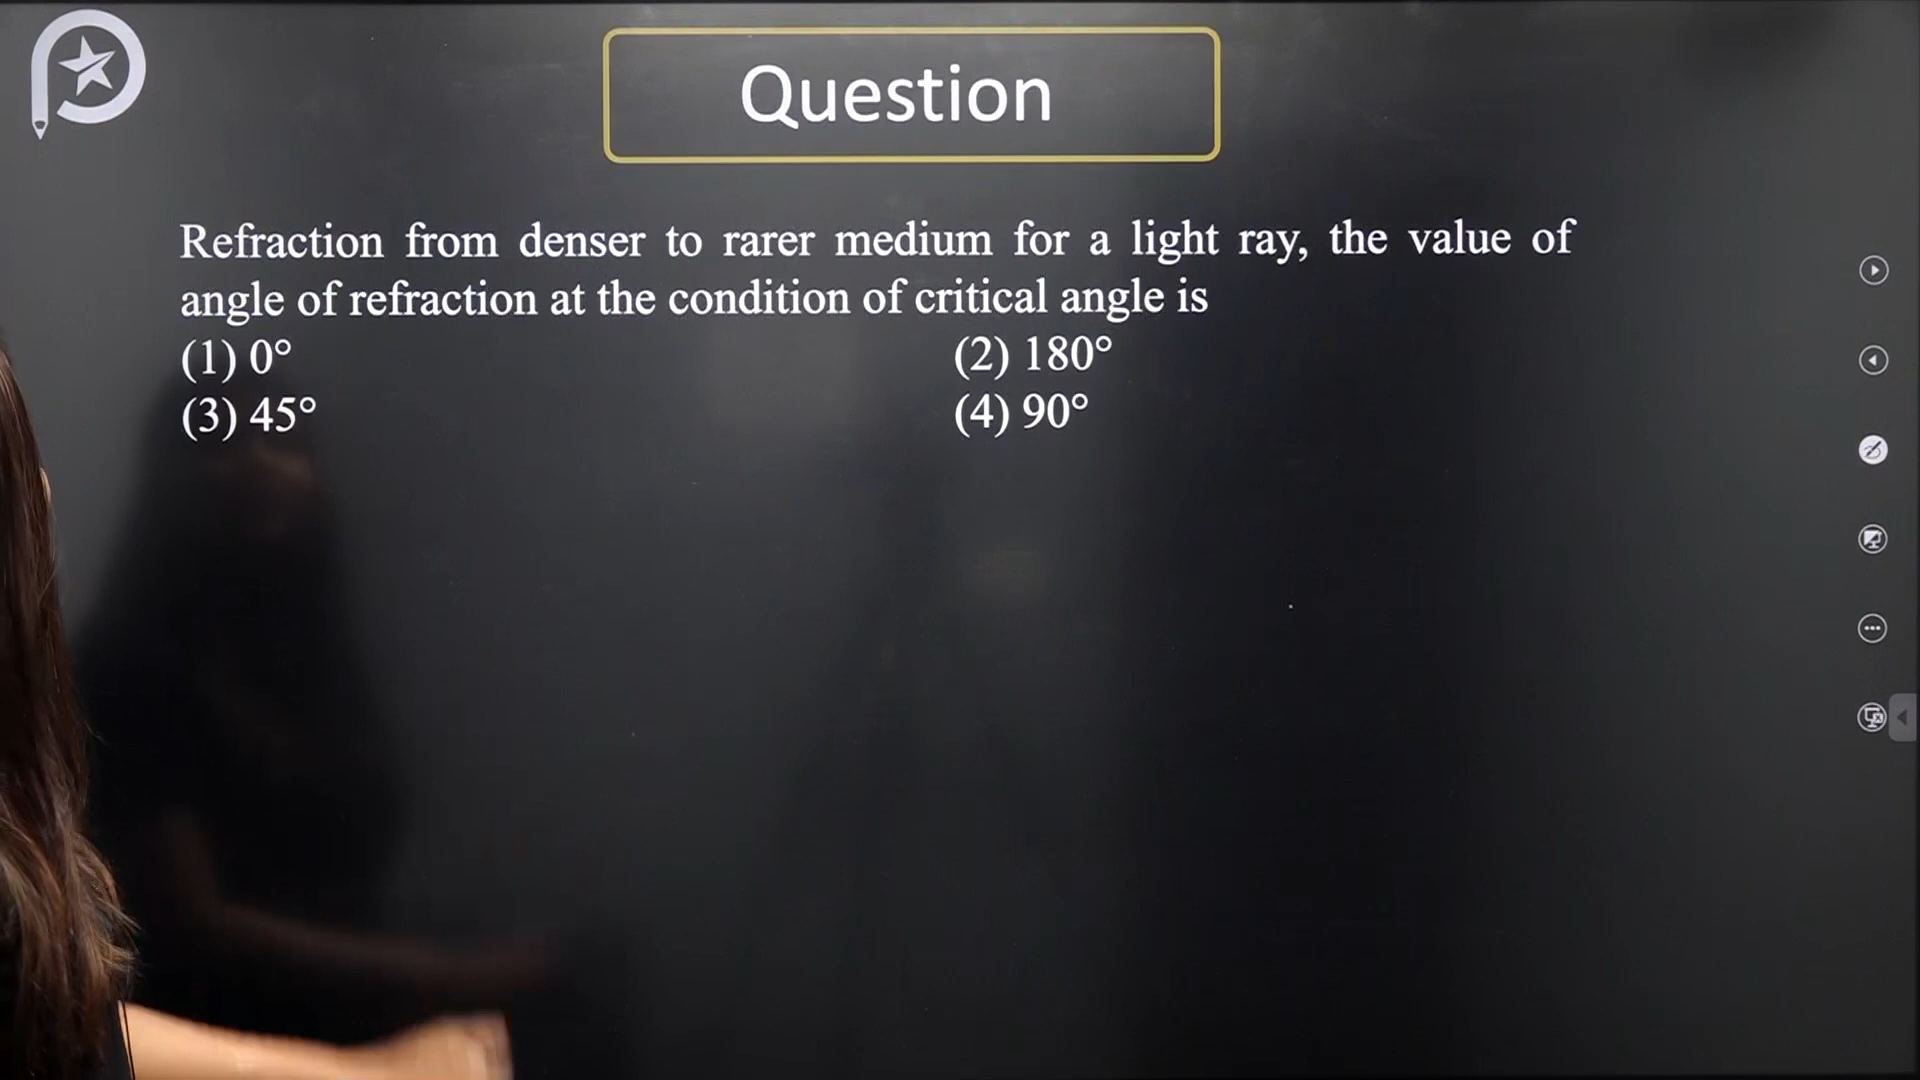 Question
Refraction from denser to rarer medium for a light ray, the value of
angle of refraction at the condition of critical angle is
(1) 0° (2) 180°
(3) 45° (4) 90°